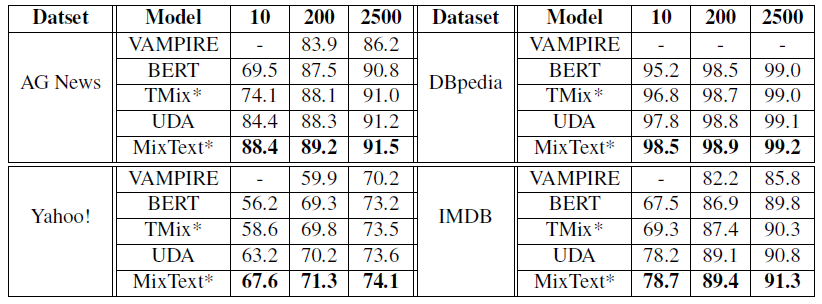 Datset Model 10 200 2500 Dataset Model 10 200 2500
VAMPIRE - 83.9 86.2 VAMPIRE - - -
BERT 69.5 87.5 90.8 BERT 95.2 98.5 99.0
AG News TMix* 74.1 88.1 91.0 DBpedia TMix* 96.8 98.7 99.0
UDA 84.4 88.3 91.2 UDA 97.8 98.8 99.1
MixText* 88.4 89.2 91.5 MixText* 98.5 98.9 99.2
VAMPIRE - 59.9 70.2 VAMPIRE - 82.2 85.8
BERT 56.2 69.3 73.2 BERT 67.5 86.9 89.8
Yahoo! TMix* 58.6 69.8 73.5 IMDB TMix* 69.3 87.4 90.3
UDA 63.2 70.2 73.6 UDA 78.2 89.1 90.8
MixText* 67.6 71.3 74.1 MixText* 78.7 89.4 91.3